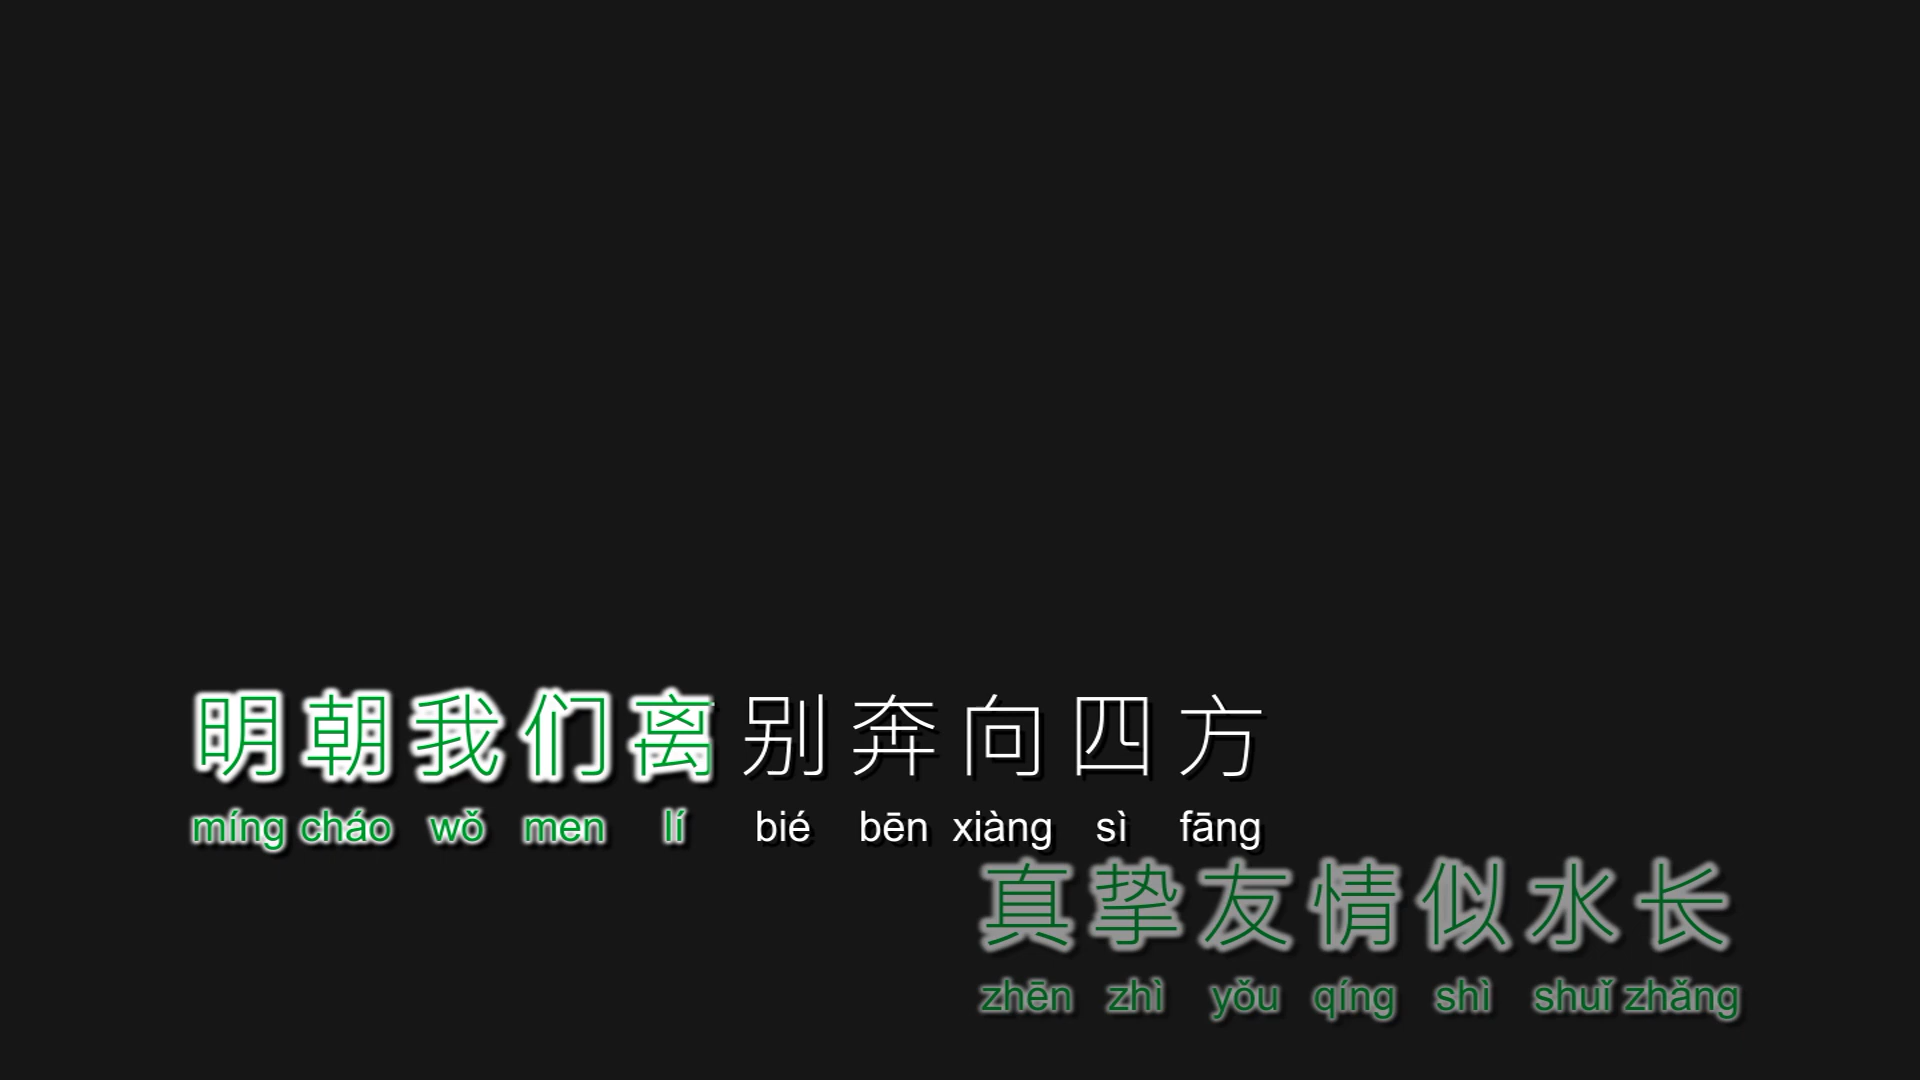 明朝我们离别奔向四方
míng cháo wǒ men lí bié bēn xiàng sì fāng
真挚友情似水长
zhēn zhì yǒu qíng shì shuǐ zhǎng